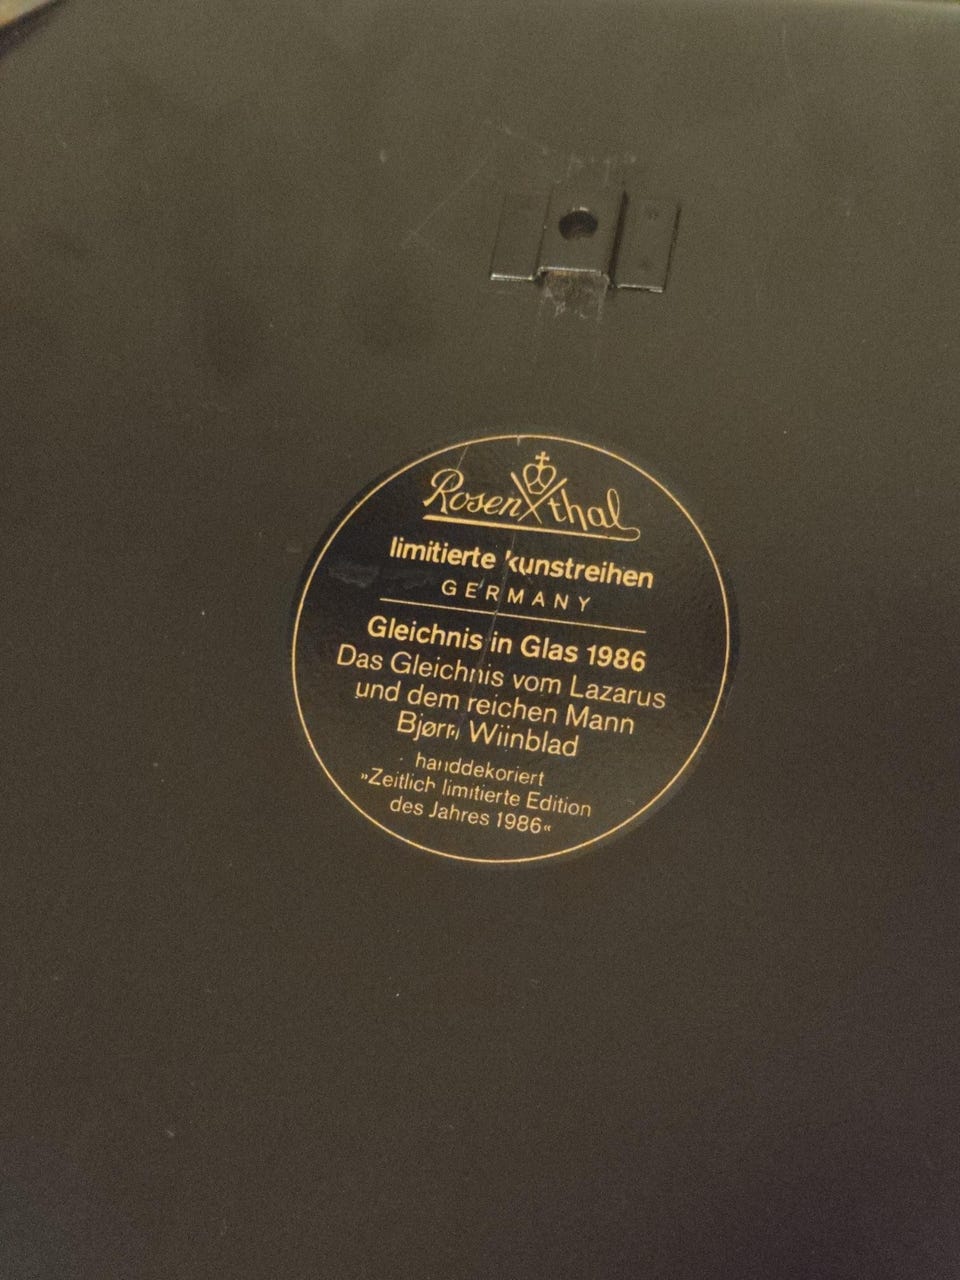 Rosenthal
limitierte kunstreihen
GERMANY
Gleichnis in Glas 1986
Das Gleichnis vom Lazarus
und dem reichen Mann
Bjørn Wiinblad
handdekoriert
»Zeitlich limitierte Edition
des Jahres 1986«